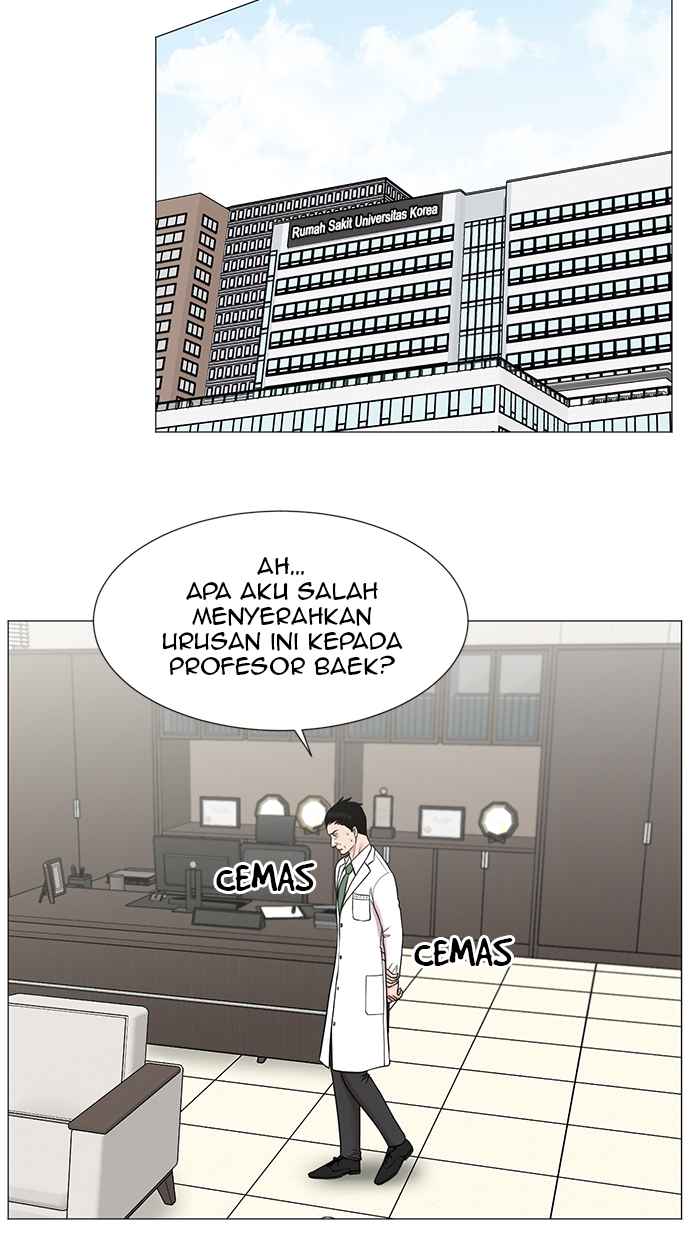 Rumah Sakit Universitas Korea
AH...
APA AKU SALAH
MENYERAHKAN
URUSAN INI KEPADA
PROFESOR BAEK?
CEMAS
CEMAS